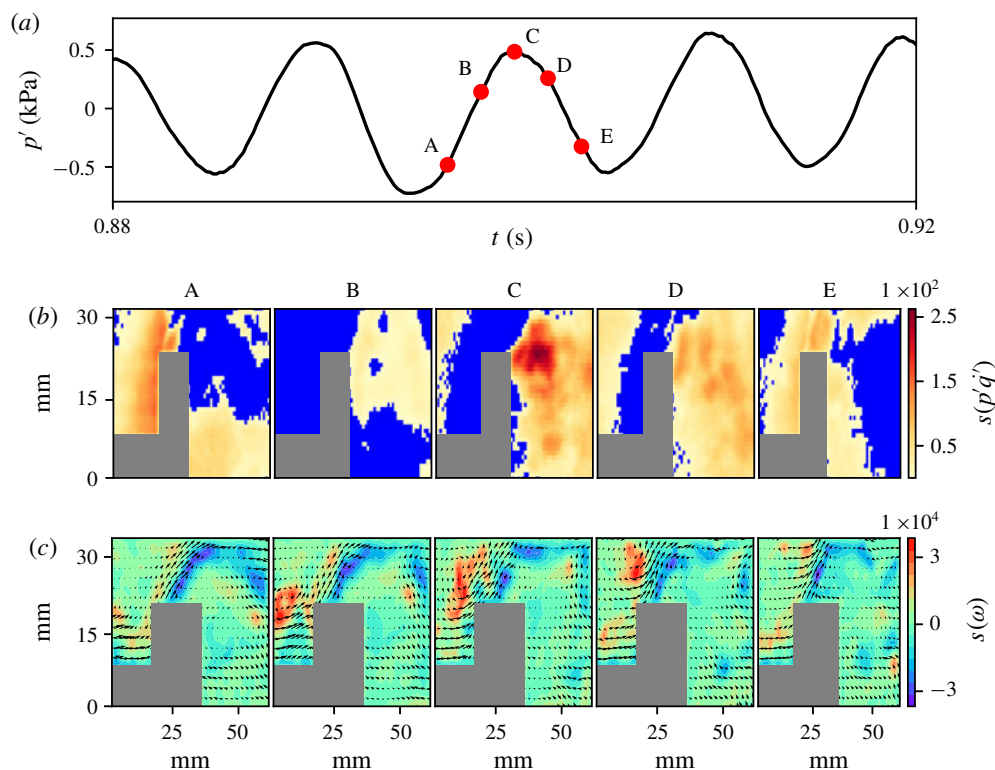 (a)
0.5
0
−0.5
p′ (kPa)
A
B
C
D
E
0.88
0.92
t (s)
A B C D E
1 ×10²
(b)
30
15
0
mm
2.5
1.5
0.5
s(p′q̇′)
1 ×10⁴
(c)
30
15
0
mm
3
0
−3
s(ω)
25 50 25 50 25 50 25 50 25 50
mm mm mm mm mm